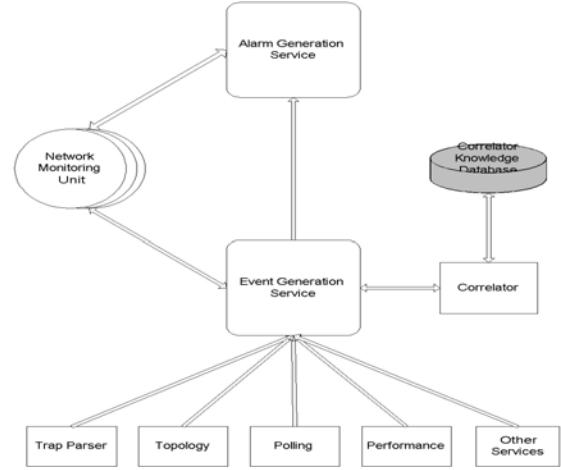 Alarm Generation
Service
Network
Monitoring
Unit
Correlator
Knowledge
Database
Event Generation
Service
Correlator
Trap Parser
Topology
Polling
Performance
Other
Services